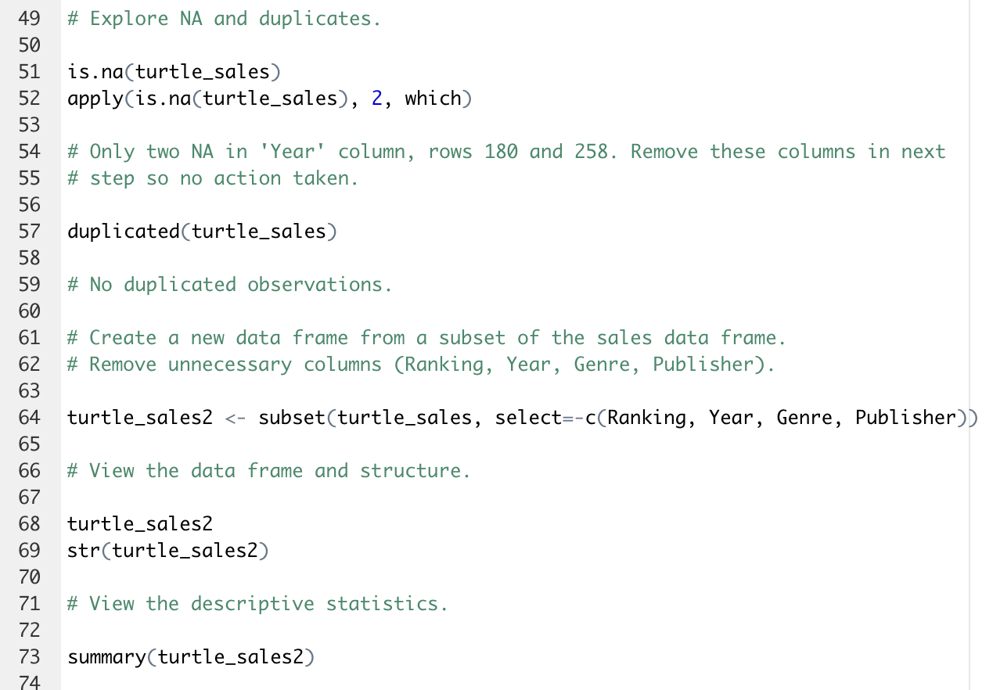 49 # Explore NA and duplicates.
50
51 is.na(turtle_sales)
52 apply(is.na(turtle_sales), 2, which)
53
54 # Only two NA in 'Year' column, rows 180 and 258. Remove these columns in next
55 # step so no action taken.
56
57 duplicated(turtle_sales)
58
59 # No duplicated observations.
60
61 # Create a new data frame from a subset of the sales data frame.
62 # Remove unnecessary columns (Ranking, Year, Genre, Publisher).
63
64 turtle_sales2 <- subset(turtle_sales, select=-c(Ranking, Year, Genre, Publisher))
65
66 # View the data frame and structure.
67
68 turtle_sales2
69 str(turtle_sales2)
70
71 # View the descriptive statistics.
72
73 summary(turtle_sales2)
74